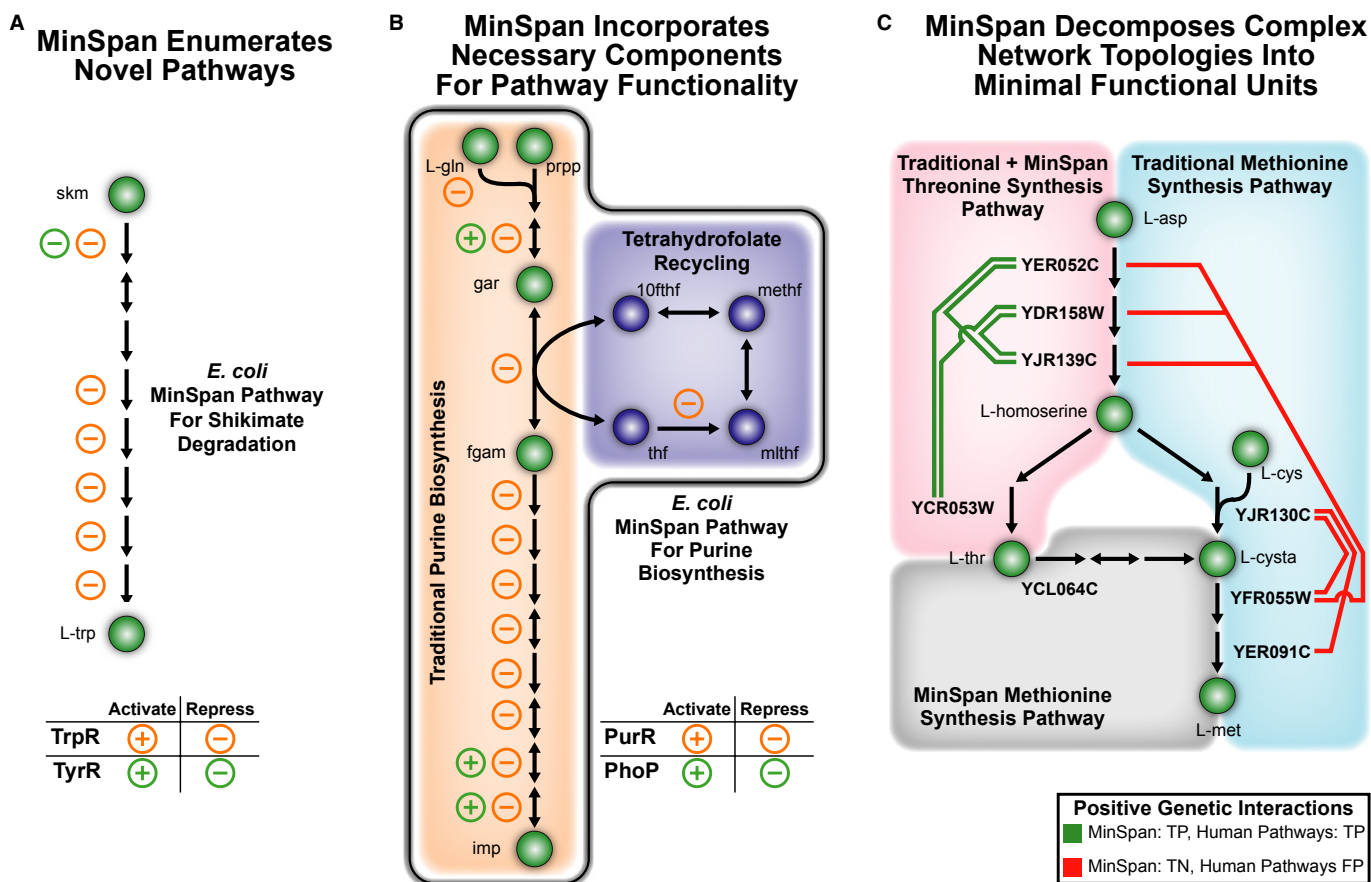 A
MinSpan Enumerates
Novel Pathways
skm
E. coli
MinSpan Pathway
For Shikimate
Degradation
L-trp
Activate Repress
TrpR + −
TyrR + −
B
MinSpan Incorporates
Necessary Components
For Pathway Functionality
L-gln
prpp
gar
fgam
imp
Traditional Purine Biosynthesis
Tetrahydrofolate
Recycling
10fthf
methf
thf
mlthf
E. coli
MinSpan Pathway
For Purine
Biosynthesis
Activate Repress
PurR + −
PhoP + −
C
MinSpan Decomposes Complex
Network Topologies Into
Minimal Functional Units
Traditional + MinSpan
Threonine Synthesis
Pathway
Traditional Methionine
Synthesis Pathway
L-asp
YER052C
YDR158W
YJR139C
L-homoserine
L-cys
YCR053W
YJR130C
L-thr
L-cysta
YCL064C
YFR055W
YER091C
MinSpan Methionine
Synthesis Pathway
L-met
Positive Genetic Interactions
MinSpan: TP, Human Pathways: TP
MinSpan: TN, Human Pathways FP